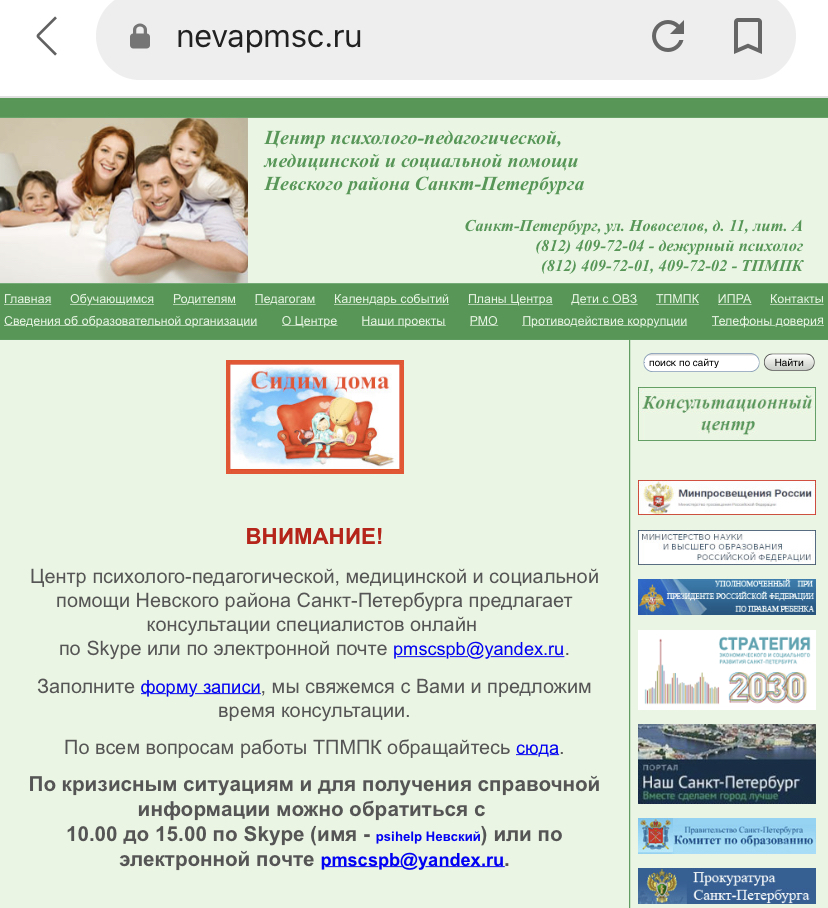 nevapmsc.ru
Центр психолого-педагогической,
медицинской и социальной помощи
Невского района Санкт-Петербурга
Санкт-Петербург, ул. Новоселов, д. 11, лит. А
(812) 409-72-04 - дежурный психолог
(812) 409-72-01, 409-72-02 - ТПМПК
Главная Обучающимся Родителям Педагогам Календарь событий Планы Центра Дети с ОВЗ ТПМПК ИПРА Контакты
Сведения об образовательной организации О Центре Наши проекты РМО Противодействие коррупции Телефоны доверия
Сидим дома
ВНИМАНИЕ!
Центр психолого-педагогической, медицинской и социальной
помощи Невского района Санкт-Петербурга предлагает
консультации специалистов онлайн
по Skype или по электронной почте pmscspb@yandex.ru.
Заполните форму записи, мы свяжемся с Вами и предложим
время консультации.
По всем вопросам работы ТПМПК обращайтесь сюда.
По кризисным ситуациям и для получения справочной
информации можно обратиться с
10.00 до 15.00 по Skype (имя - psihelp Невский) или по
электронной почте pmscspb@yandex.ru.
поиск по сайту Найти
Консультационный
центр
Минпросвещения России
МИНИСТЕРСТВО НАУКИ
И ВЫСШЕГО ОБРАЗОВАНИЯ
РОССИЙСКОЙ ФЕДЕРАЦИИ
УПОЛНОМОЧЕННЫЙ ПРИ
ПРЕЗИДЕНТЕ РОССИЙСКОЙ ФЕДЕРАЦИИ
ПО ПРАВАМ РЕБЕНКА
СТРАТЕГИЯ
ЭКОНОМИЧЕСКОГО И СОЦИАЛЬНОГО
РАЗВИТИЯ САНКТ-ПЕТЕРБУРГА
2030
ПОРТАЛ
Наш Санкт-Петербург
Вместе сделаем город лучше
Правительство Санкт-Петербурга
Комитет по образованию
Прокуратура
Санкт-Петербурга